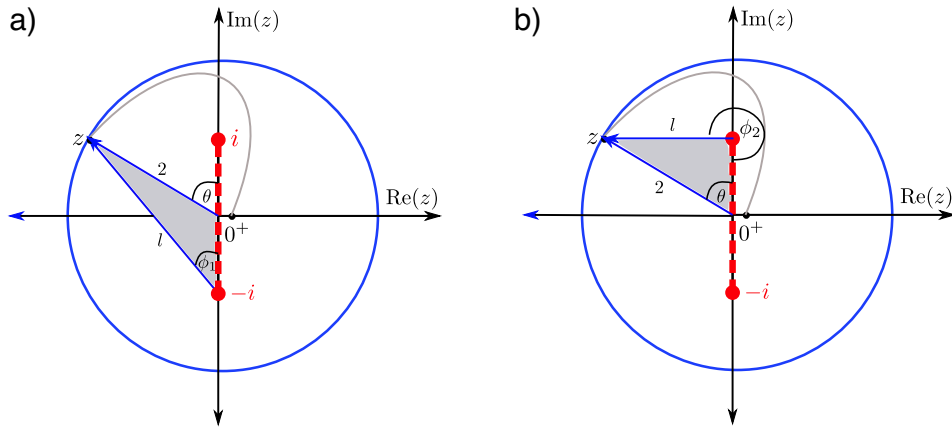 a)
Im(z)
z
2
i
θ
Re(z)
l
0⁺
ϕ₁
−i
b)
Im(z)
l
ϕ₂
z
2
θ
Re(z)
0⁺
−i